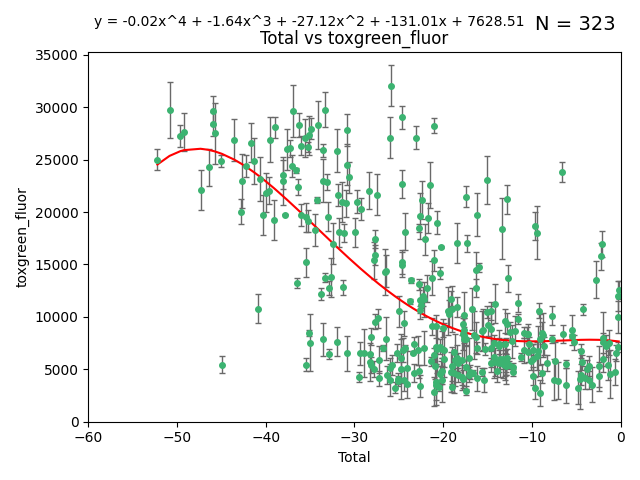 y = -0.02x^4 + -1.64x^3 + -27.12x^2 + -131.01x + 7628.51 N = 323
Total vs toxgreen_fluor
35000
30000
25000
20000
15000
10000
5000
0
toxgreen_fluor
−60 −50 −40 −30 −20 −10 0
Total